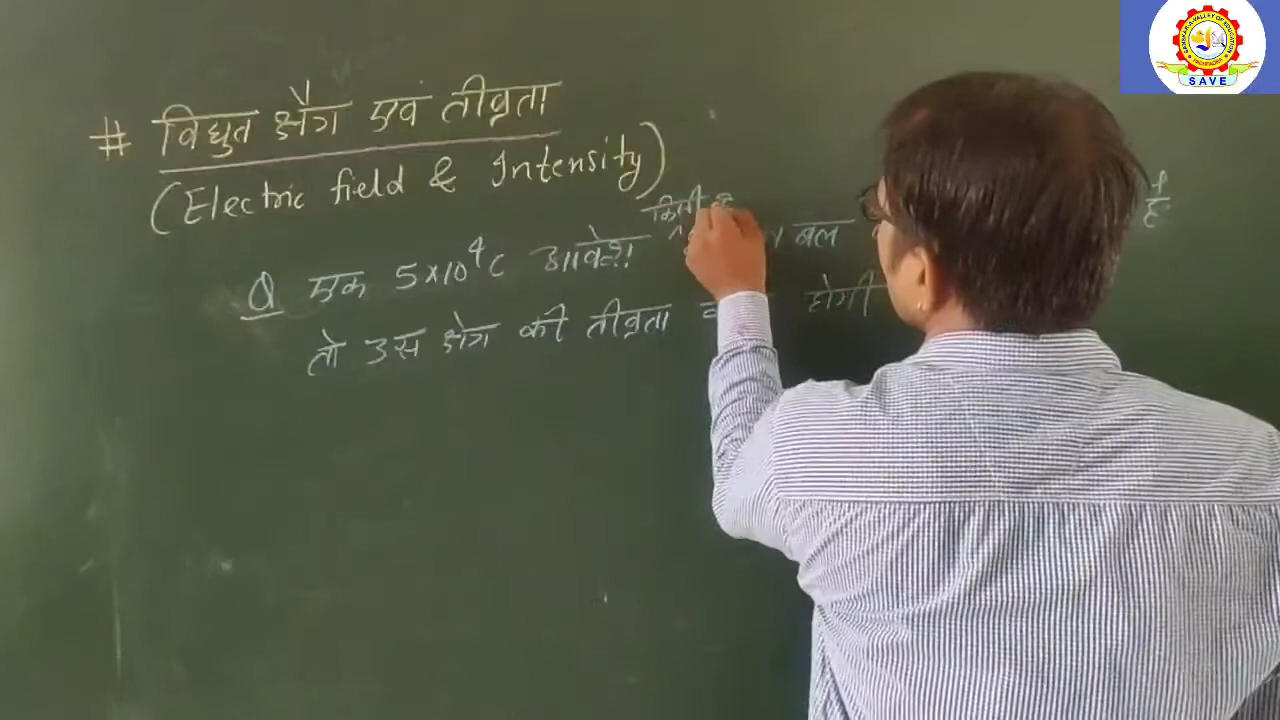 # विद्युत क्षेत्र एवं तीव्रता
(Electric field & Intensity)
किसी
Q एक 5×10⁴C आवेश बल है
तो उस क्षेत्र की तीव्रता होगी
SAVE